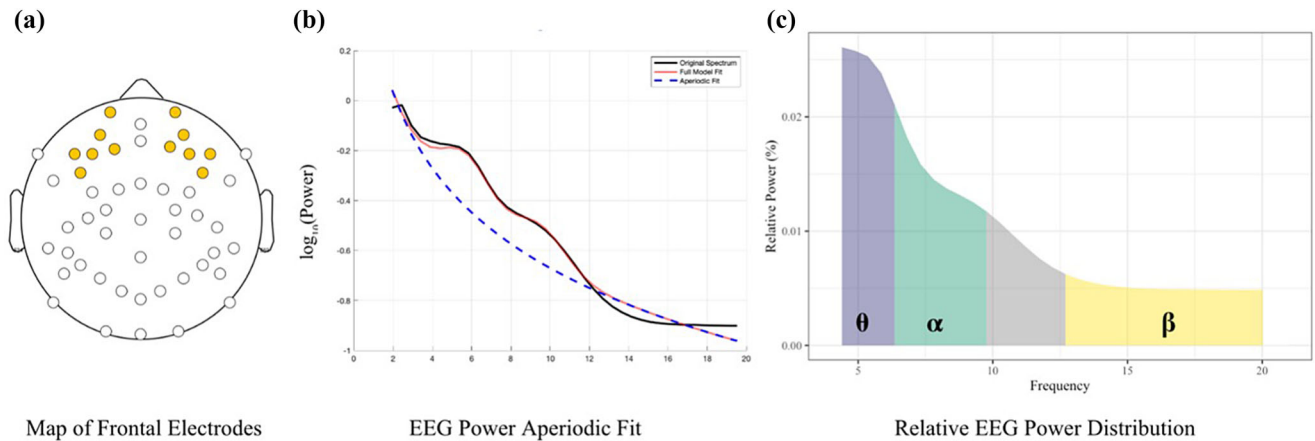 (a)
(b)
(c)
Original Spectrum
Full Model Fit
Aperiodic Fit
0.2
0
-0.2
-0.4
-0.6
-0.8
-1
0 2 4 6 8 10 12 14 16 18 20
log10(Power)
0.02
0.01
0.00
Relative Power (%)
θ α β
5 10 15 20
Frequency
Map of Frontal Electrodes
EEG Power Aperiodic Fit
Relative EEG Power Distribution